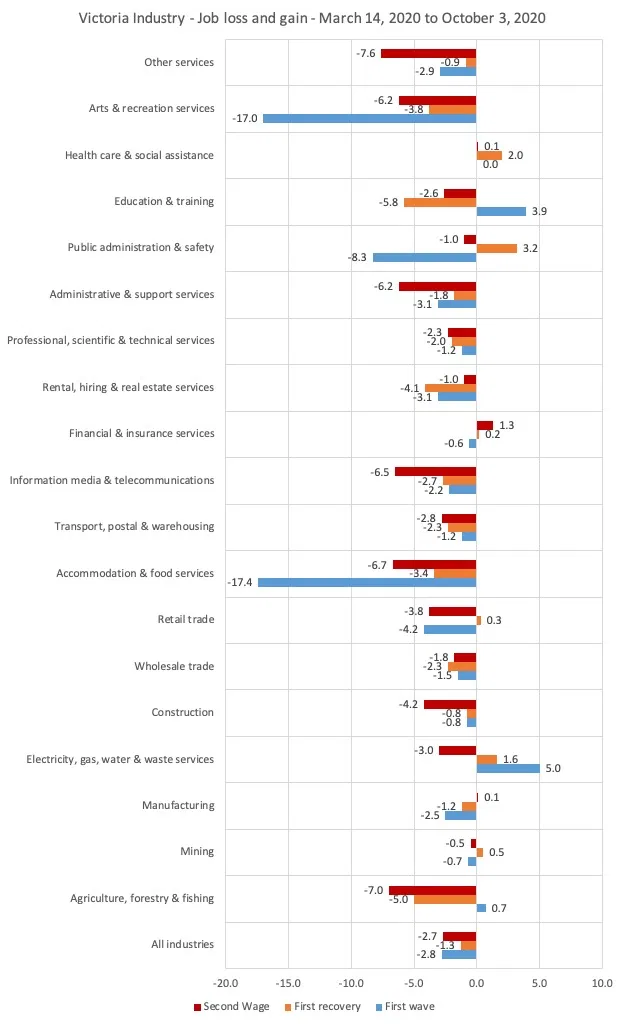 Victoria Industry - Job loss and gain - March 14, 2020 to October 3, 2020
Other services
-7.6
-0.9
-2.9
Arts & recreation services
-6.2
-3.8
-17.0
Health care & social assistance
0.1
2.0
0.0
Education & training
-2.6
-5.8
3.9
Public administration & safety
-1.0
3.2
-8.3
Administrative & support services
-6.2
-1.8
-3.1
Professional, scientific & technical services
-2.3
-2.0
-1.2
Rental, hiring & real estate services
-1.0
-4.1
-3.1
Financial & insurance services
1.3
0.2
-0.6
Information media & telecommunications
-6.5
-2.7
-2.2
Transport, postal & warehousing
-2.8
-2.3
-1.2
Accommodation & food services
-6.7
-3.4
-17.4
Retail trade
-3.8
0.3
-4.2
Wholesale trade
-1.8
-2.3
-1.5
Construction
-4.2
-0.8
-0.8
Electricity, gas, water & waste services
-3.0
1.6
5.0
Manufacturing
0.1
-1.2
-2.5
Mining
-0.5
0.5
-0.7
Agriculture, forestry & fishing
-7.0
-5.0
0.7
All industries
-2.7
-1.3
-2.8
-20.0 -15.0 -10.0 -5.0 0.0 5.0 10.0
Second Wage First recovery First wave